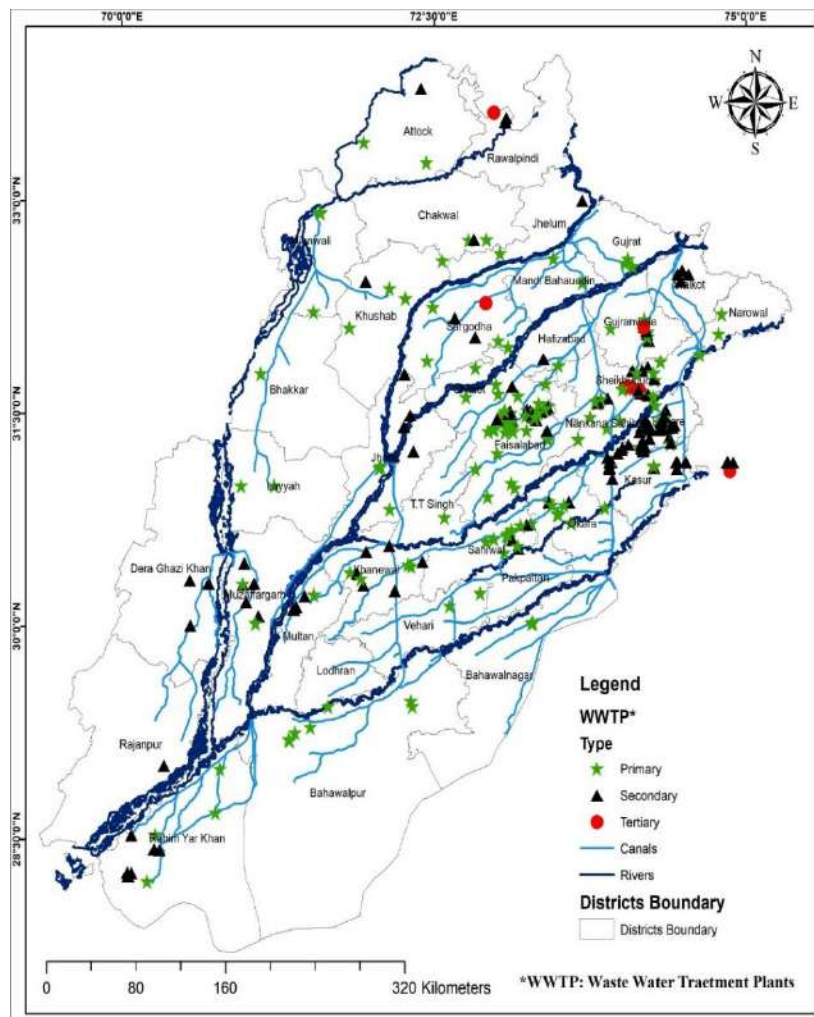 70°0'0"E
72°30'0"E
75°0'0"E
N
W E
S
33°0'0"N
31°30'0"N
30°0'0"N
28°30'0"N
Attock
Rawalpindi
Chakwal
Jhelum
Gujrat
Mandi Bahauddin
Narowal
Khushab
Sargodha
Hafizabad
Bhakkar
Faisalabad
Kasur
T.T Singh
Dera Ghazi Khan
Pakpattan
Multan
Vehari
Lodhran
Bahawalnagar
Rajanpur
Bahawalpur
Legend
WWTP*
Type
Primary
Secondary
Tertiary
Canals
Rivers
Districts Boundary
Districts Boundary
0 80 160 320 Kilometers
*WWTP: Waste Water Traetment Plants